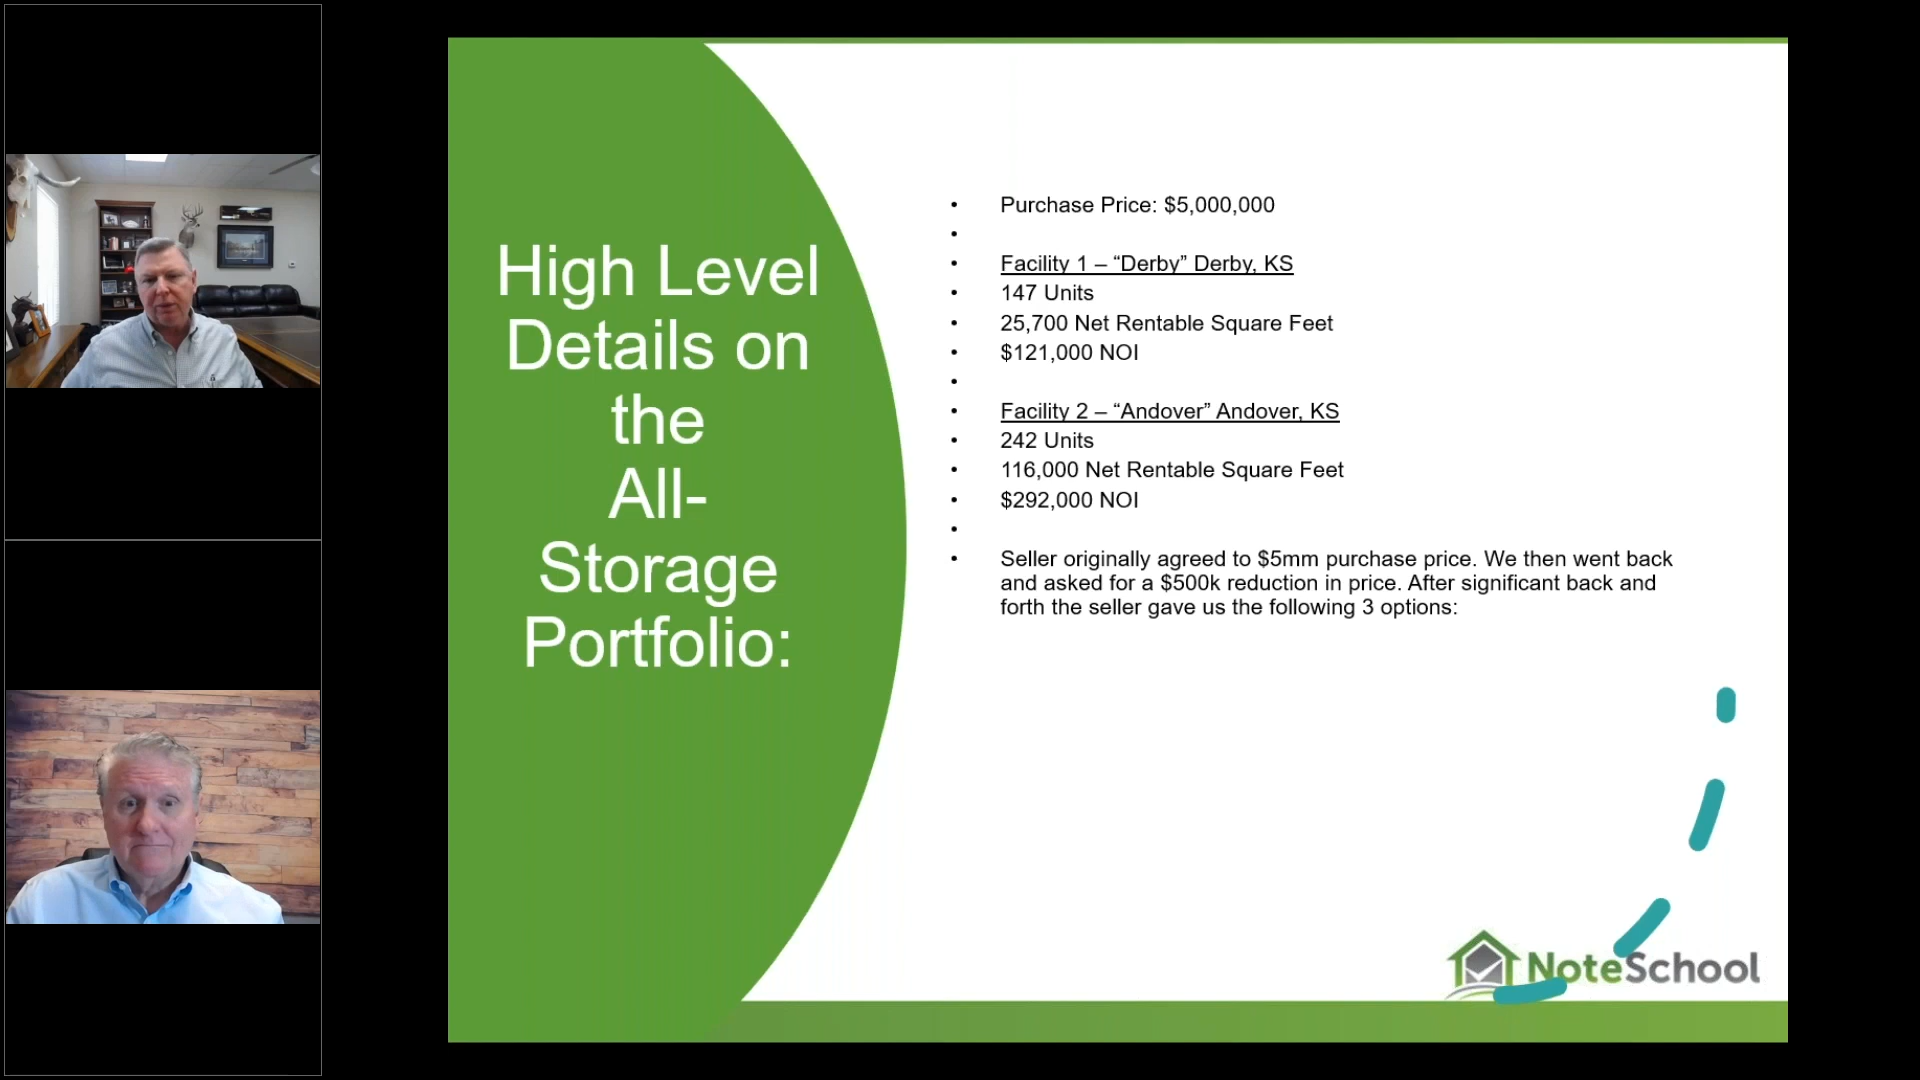 High Level
Details on
the
All-
Storage
Portfolio:
• Purchase Price: $5,000,000
•
• Facility 1 – “Derby” Derby, KS
• 147 Units
• 25,700 Net Rentable Square Feet
• $121,000 NOI
•
• Facility 2 – “Andover” Andover, KS
• 242 Units
• 116,000 Net Rentable Square Feet
• $292,000 NOI
•
• Seller originally agreed to $5mm purchase price. We then went back
and asked for a $500k reduction in price. After significant back and
forth the seller gave us the following 3 options:
NoteSchool